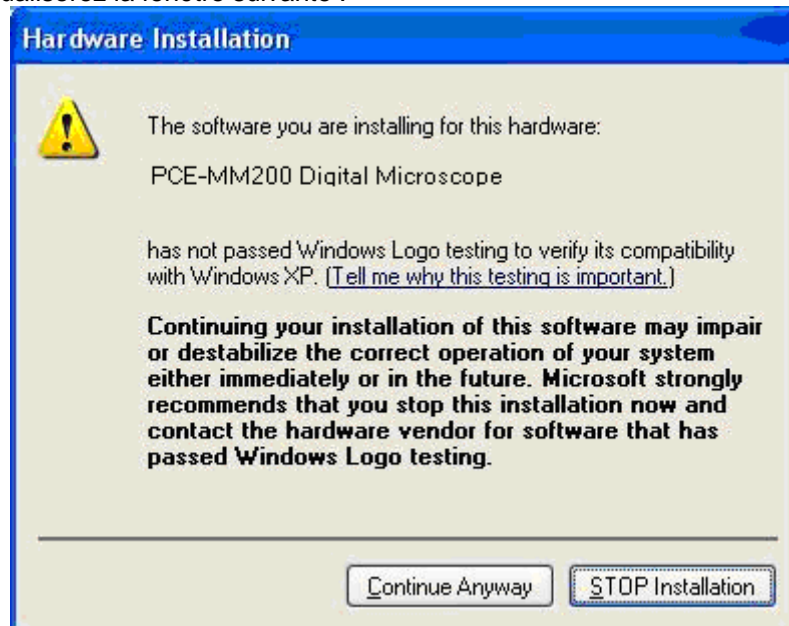 la fenêtre suivante :
Hardware Installation
The software you are installing for this hardware:
PCE-MM200 Digital Microscope
has not passed Windows Logo testing to verify its compatibility
with Windows XP. (Tell me why this testing is important.)
Continuing your installation of this software may impair
or destabilize the correct operation of your system
either immediately or in the future. Microsoft strongly
recommends that you stop this installation now and
contact the hardware vendor for software that has
passed Windows Logo testing.
Continue Anyway STOP Installation